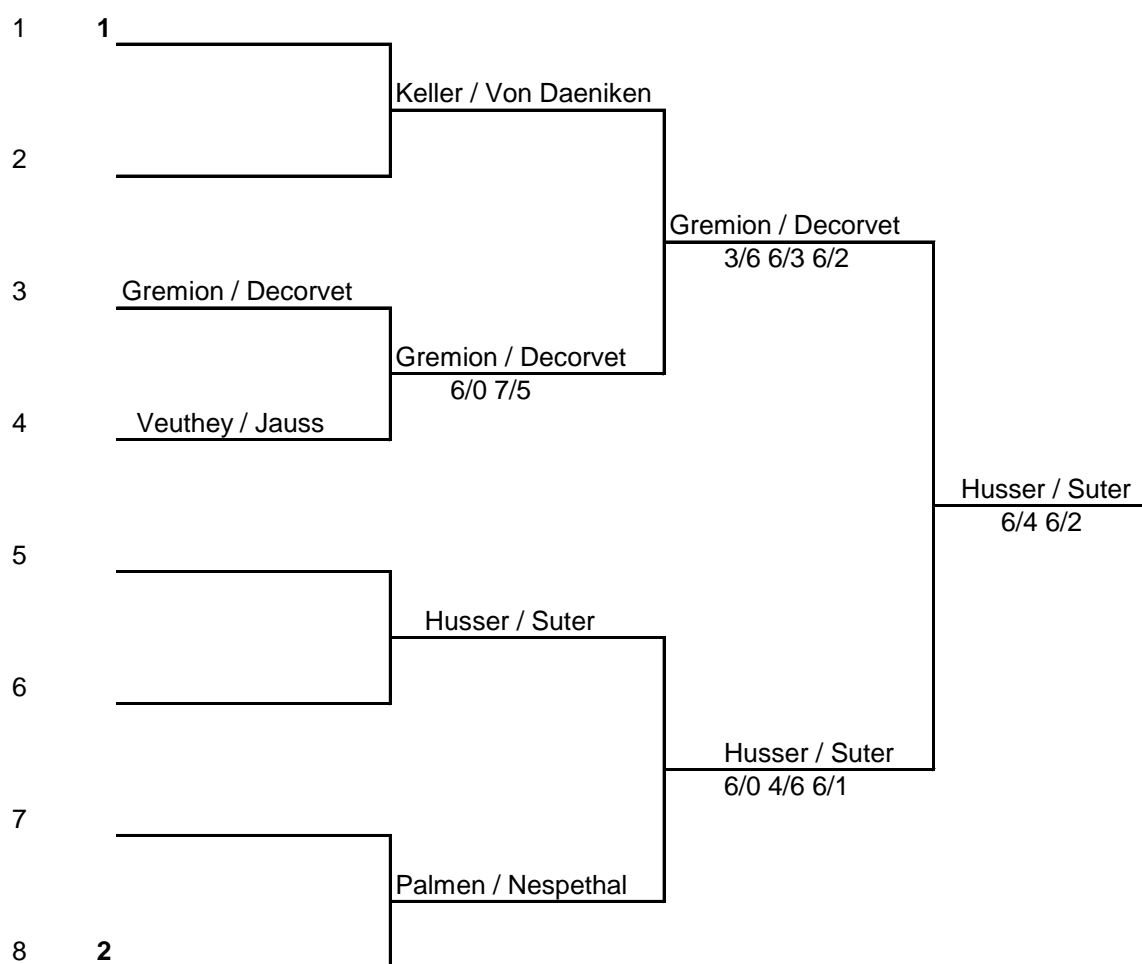 1 1
Keller / Von Daeniken
2
Gremion / Decorvet
3/6 6/3 6/2
3 Gremion / Decorvet
Gremion / Decorvet
6/0 7/5
4 Veuthey / Jauss
Husser / Suter
6/4 6/2
5
Husser / Suter
6
Husser / Suter
6/0 4/6 6/1
7
Palmen / Nespethal
8 2